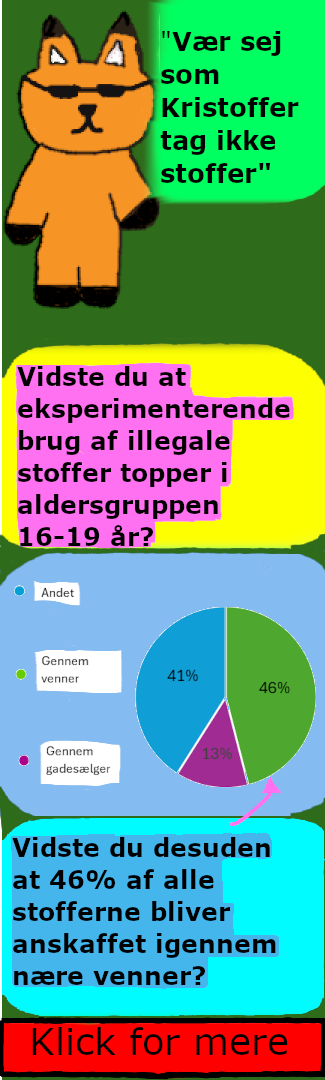 "Vær sej
som
Kristoffer
tag ikke
stoffer"
Vidste du at
eksperimenterende
brug af illegale
stoffer topper i
aldersgruppen
16-19 år?
Andet
Gennem
venner
Gennem
gadesælger
41%
46%
13%
Vidste du desuden
at 46% af alle
stofferne bliver
anskaffet igennem
nære venner?
Klick for mere